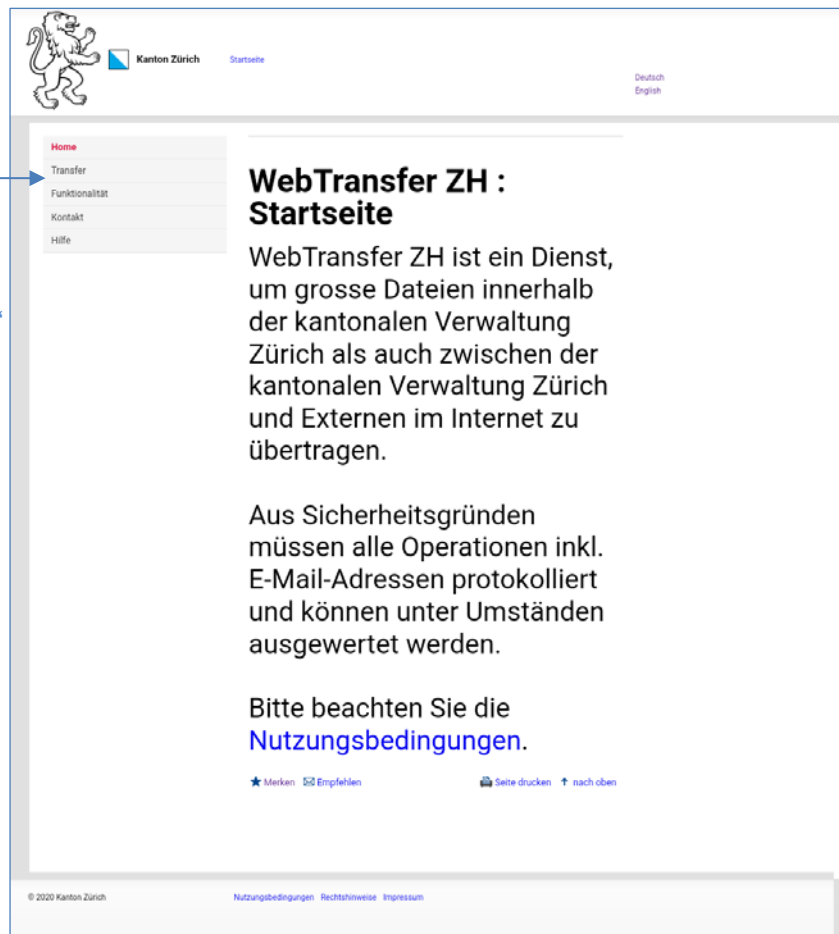 Kanton Zürich
Startseite
Deutsch
English
Home
Transfer
Funktionalität
Kontakt
Hilfe
WebTransfer ZH :
Startseite
WebTransfer ZH ist ein Dienst,
um grosse Dateien innerhalb
der kantonalen Verwaltung
Zürich als auch zwischen der
kantonalen Verwaltung Zürich
und Externen im Internet zu
übertragen.
Aus Sicherheitsgründen
müssen alle Operationen inkl.
E-Mail-Adressen protokolliert
und können unter Umständen
ausgewertet werden.
Bitte beachten Sie die
Nutzungsbedingungen.
Merken Empfehlen Seite drucken nach oben
© 2020 Kanton Zürich Nutzungsbedingungen Rechtshinweise Impressum